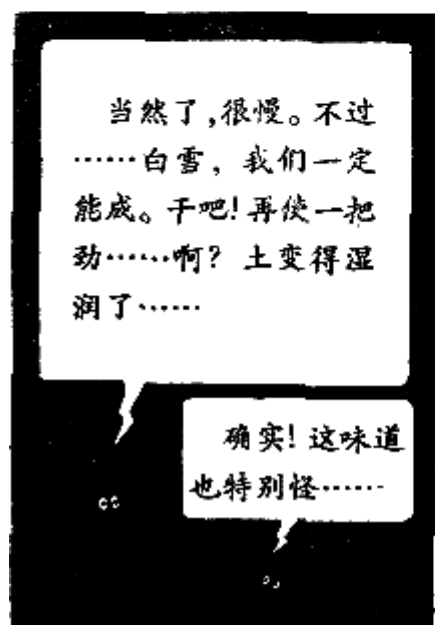 当然了,很慢。不过
……白雪，我们一定
能成。干吧!再使一把
劲……啊？土变得湿
润了……
确实!这味道
也特别怪……